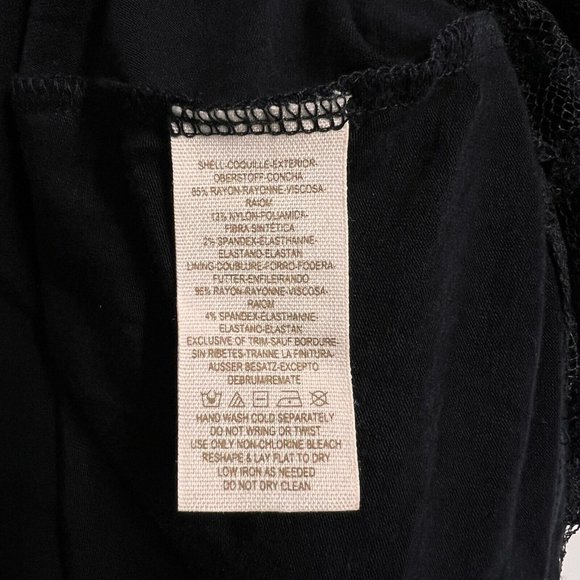 SHELL-COQUILLE-EXTERIOR-
OBERSTOFF-CONCHA
85% RAYON-RAYONNE-VISCOSA-
RAIOM
13% NYLON-POLIAMIDE-
FIBRA SINTÉTICA
2% SPANDEX-ELASTHANNE-
ELASTANO-ELASTAN
LINING-DOUBLURE-FORRO-FODERA-
FUTTER-ENFILEIRANDO
96% RAYON-RAYONNE-VISCOSA-
RAIOM
4% SPANDEX-ELASTHANNE-
ELASTANO-ELASTAN
EXCLUSIVE OF TRIM-SAUF BORDURE-
SIN RIBETES-TRANNE LA FINITURA-
AUSSER BESATZ-EXCEPTO
DEBRUM/REMATE
HAND WASH COLD SEPARATELY
DO NOT WRING OR TWIST
USE ONLY NON-CHLORINE BLEACH
RESHAPE & LAY FLAT TO DRY
LOW IRON AS NEEDED
DO NOT DRY CLEAN